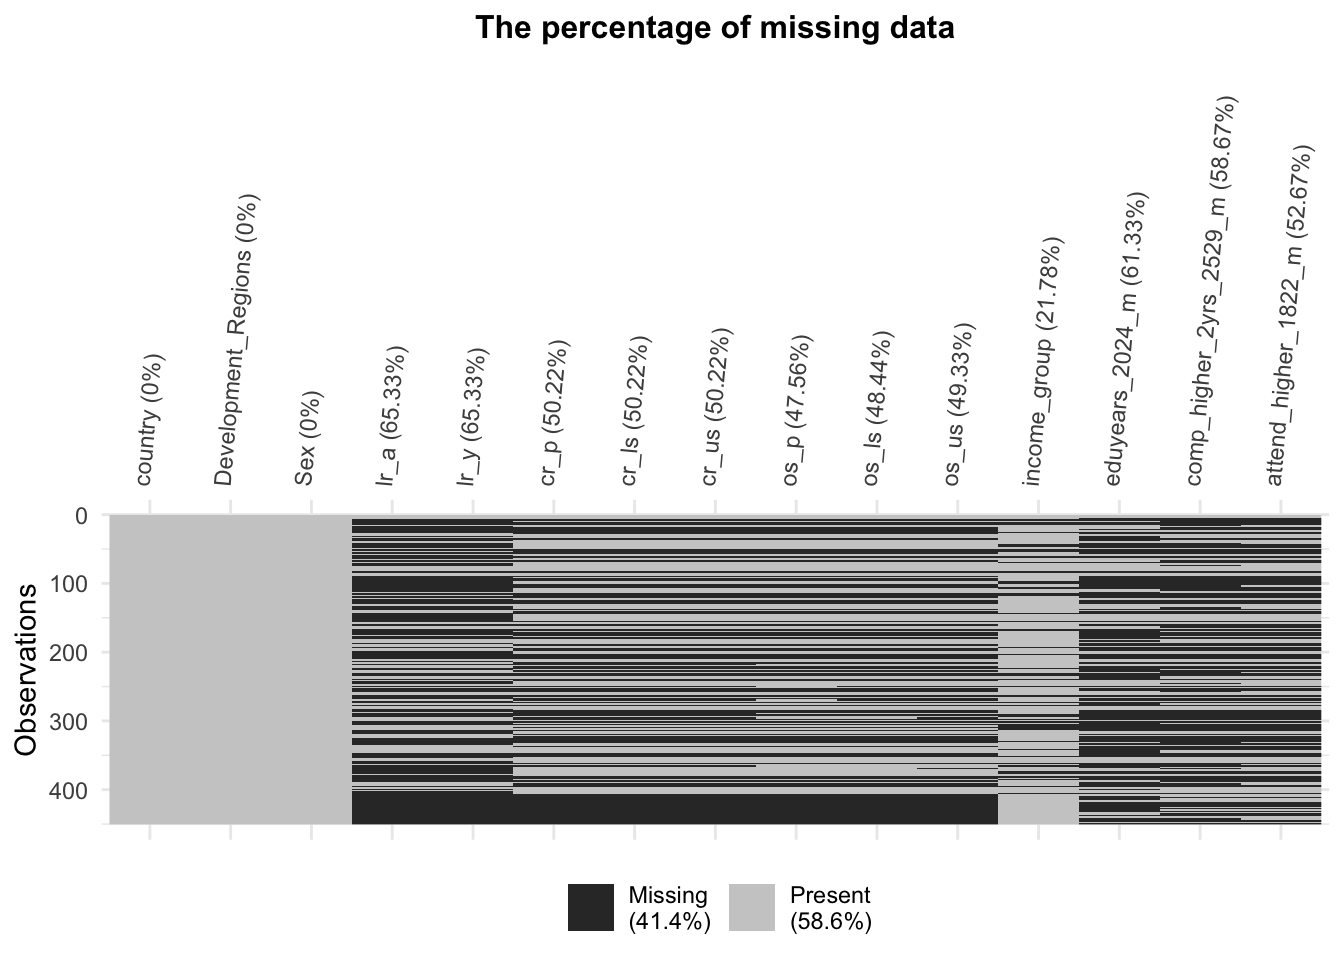 The percentage of missing data
country (0%)
Development_Regions (0%)
Sex (0%)
lr_a (65.33%)
lr_y (65.33%)
cr_p (50.22%)
cr_ls (50.22%)
cr_us (50.22%)
os_p (47.56%)
os_ls (48.44%)
os_us (49.33%)
income_group (21.78%)
eduyears_2024_m (61.33%)
comp_higher_2yrs_2529_m (58.67%)
attend_higher_1822_m (52.67%)
Observations
0
100
200
300
400
Missing
(41.4%)
Present
(58.6%)